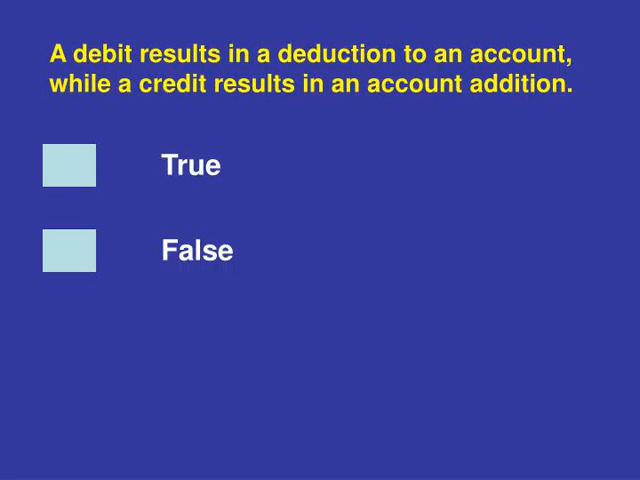 A debit results in a deduction to an account,
while a credit results in an account addition.
True
False